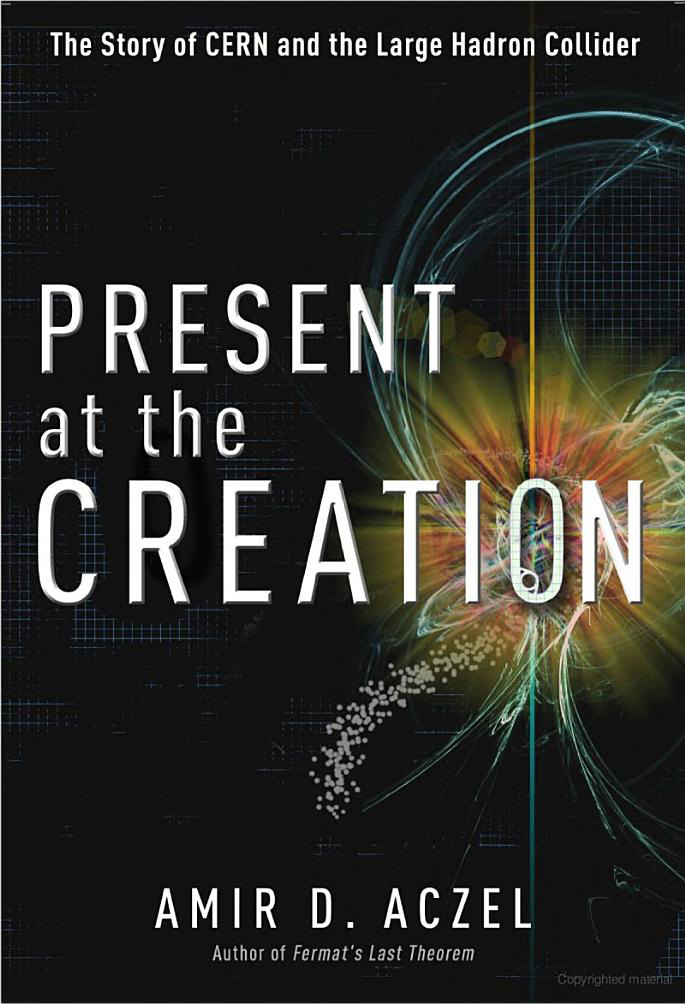 The Story of CERN and the Large Hadron Collider
PRESENT
at the
CREATION
AMIR D. ACZEL
Author of Fermat's Last Theorem
Copyrighted material